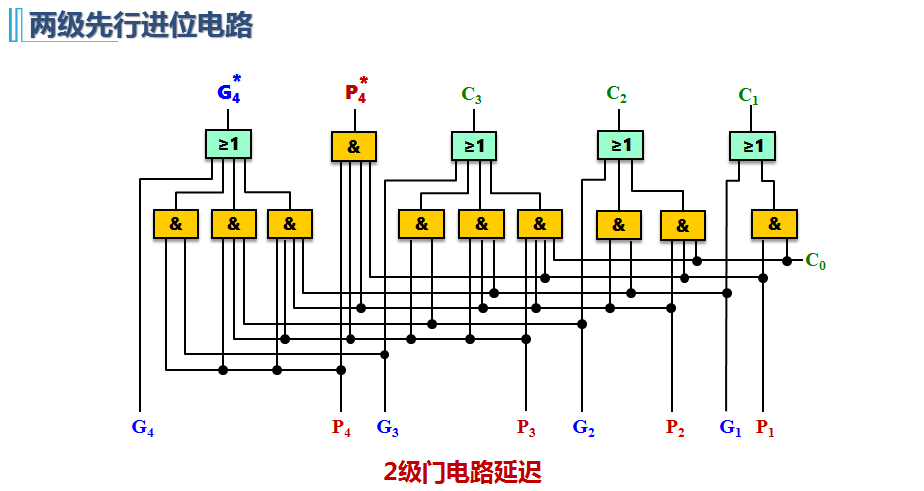 两级先行进位电路
G4* P4* C3 C2 C1
≥1 & ≥1 ≥1 ≥1
& & & & & & & & &
C0
G4 P4 G3 P3 G2 P2 G1 P1
2级门电路延迟